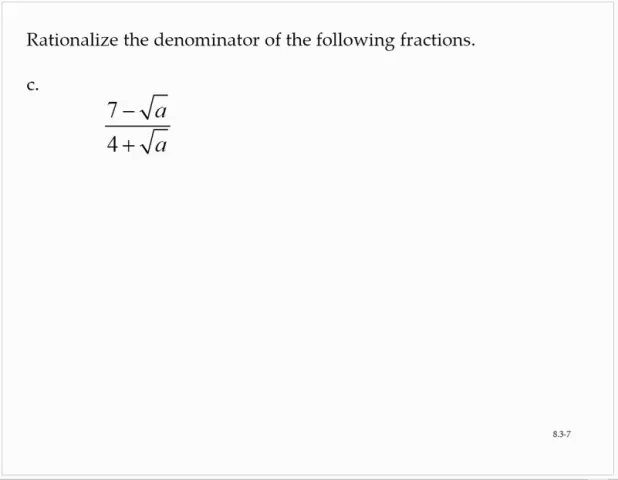 Rationalize the denominator of the following fractions.
c.
7 − √a
4 + √a
8.3-7